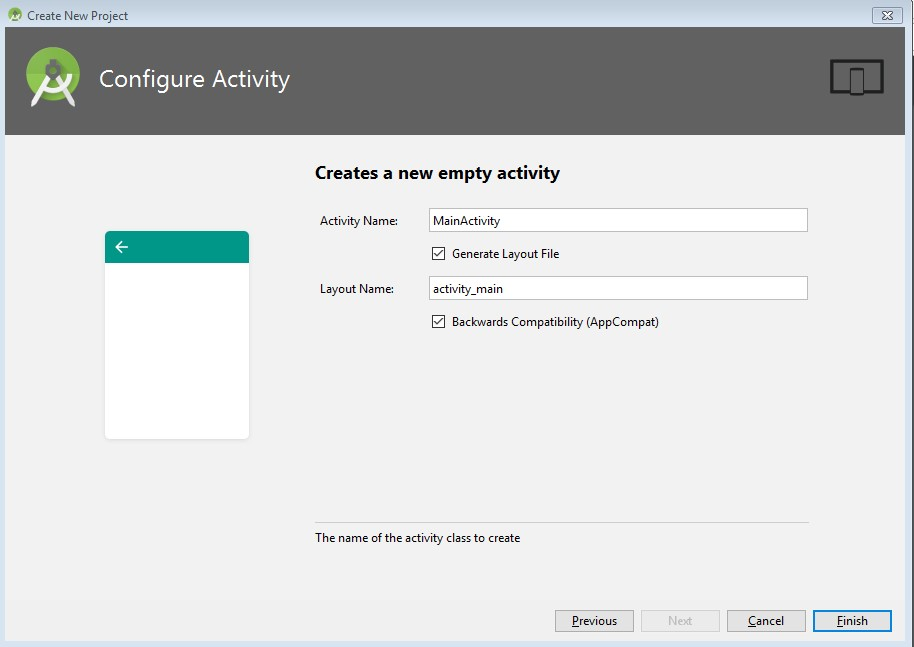 Create New Project
Configure Activity
Creates a new empty activity
Activity Name: MainActivity
Generate Layout File
Layout Name: activity_main
Backwards Compatibility (AppCompat)
The name of the activity class to create
Previous Next Cancel Finish